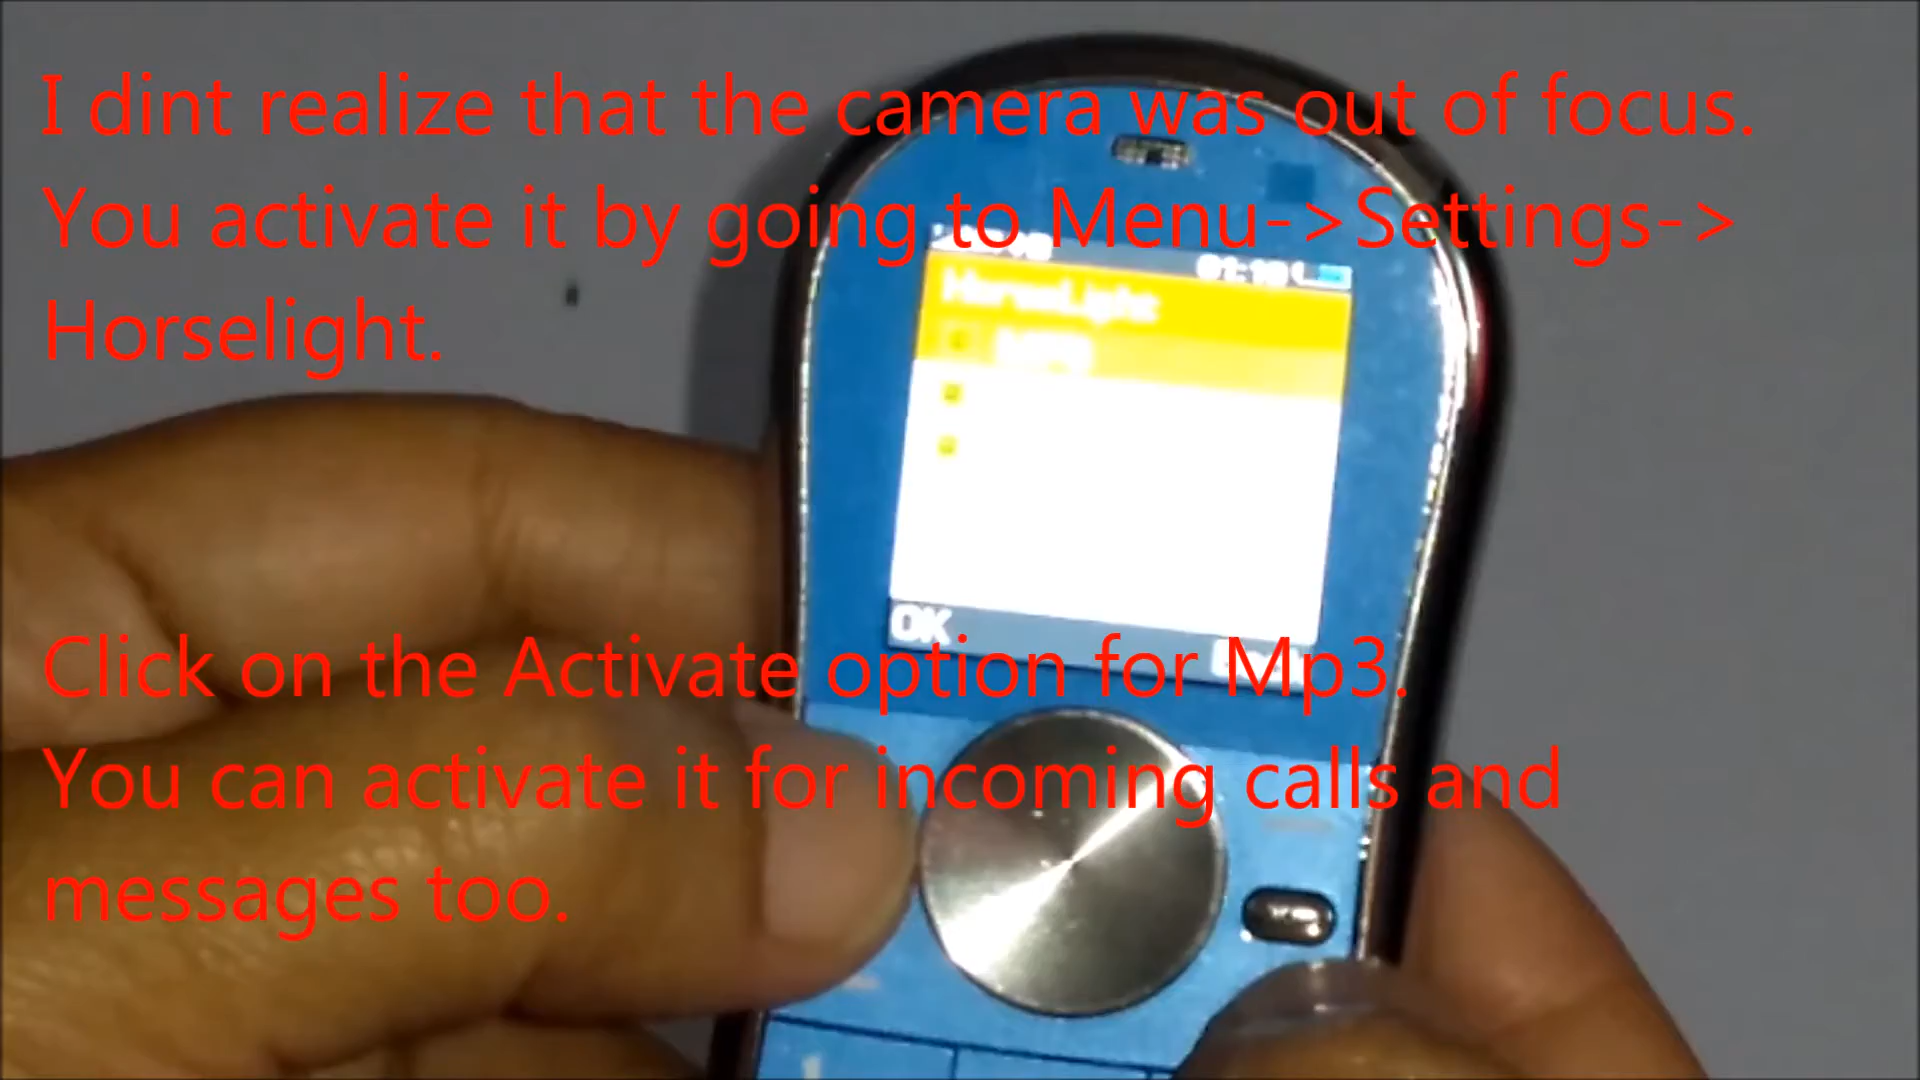 I dint realize that the camera was out of focus.
You activate it by going to Menu->Settings->
Horselight.
HorseLight
OK
Click on the Activate option for Mp3.
You can activate it for incoming calls and
messages too.